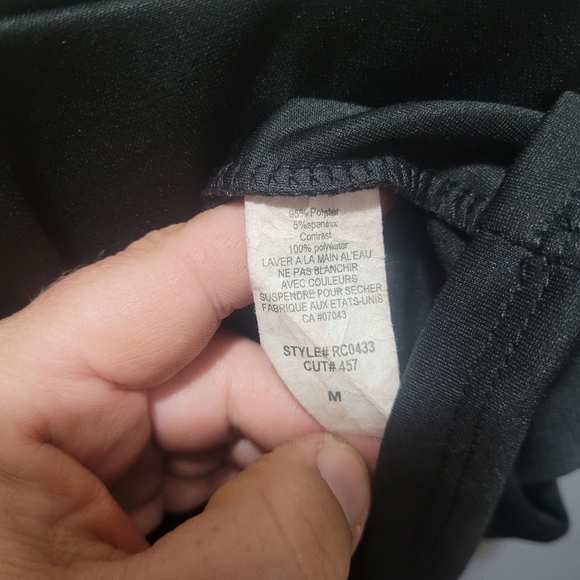 95% Polyster
5%spandex
Contrast
100% polyester
LAVER A LA MAIN AL'EAU
NE PAS BLANCHIR
AVEC COULEURS
SUSPENDRE POUR SECHER
FABRIQUE AUX ETATS-UNIS
CA #07043
STYLE# RC0433
CUT# 457
M